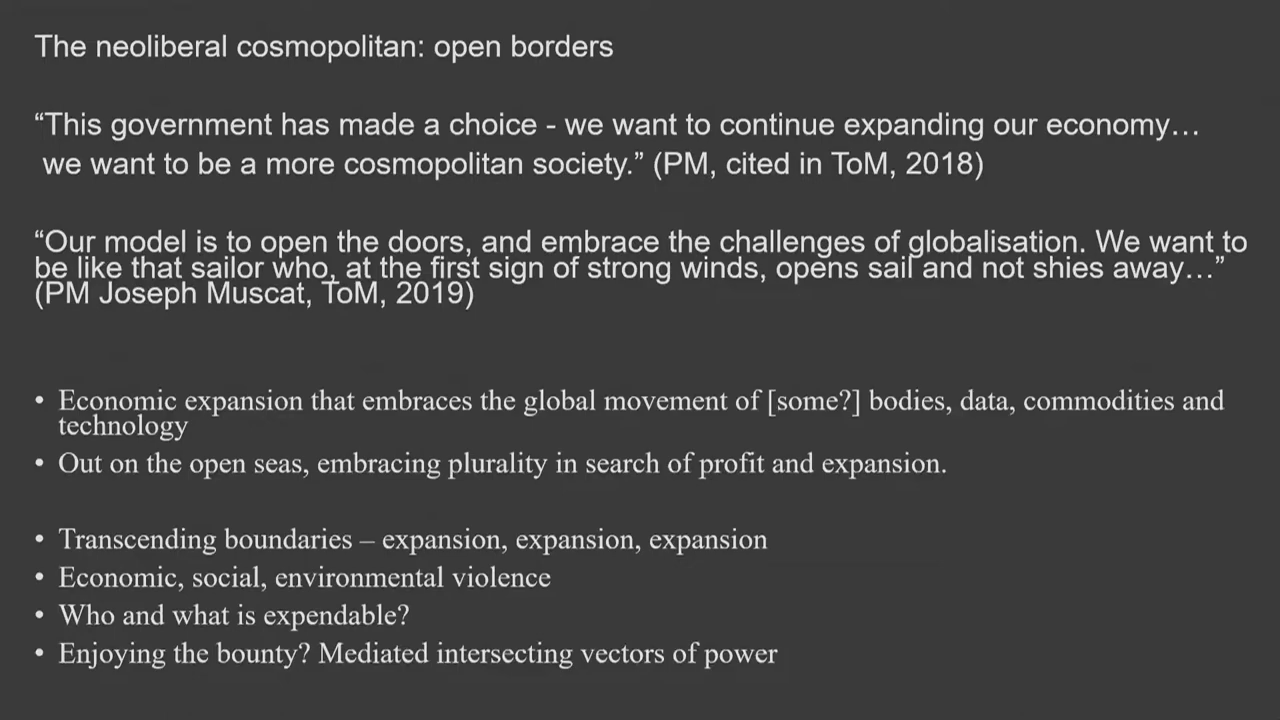 The neoliberal cosmopolitan: open borders
“This government has made a choice - we want to continue expanding our economy…
we want to be a more cosmopolitan society.” (PM, cited in ToM, 2018)
“Our model is to open the doors, and embrace the challenges of globalisation. We want to
be like that sailor who, at the first sign of strong winds, opens sail and not shies away…”
(PM Joseph Muscat, ToM, 2019)
• Economic expansion that embraces the global movement of [some?] bodies, data, commodities and
technology
• Out on the open seas, embracing plurality in search of profit and expansion.
• Transcending boundaries – expansion, expansion, expansion
• Economic, social, environmental violence
• Who and what is expendable?
• Enjoying the bounty? Mediated intersecting vectors of power